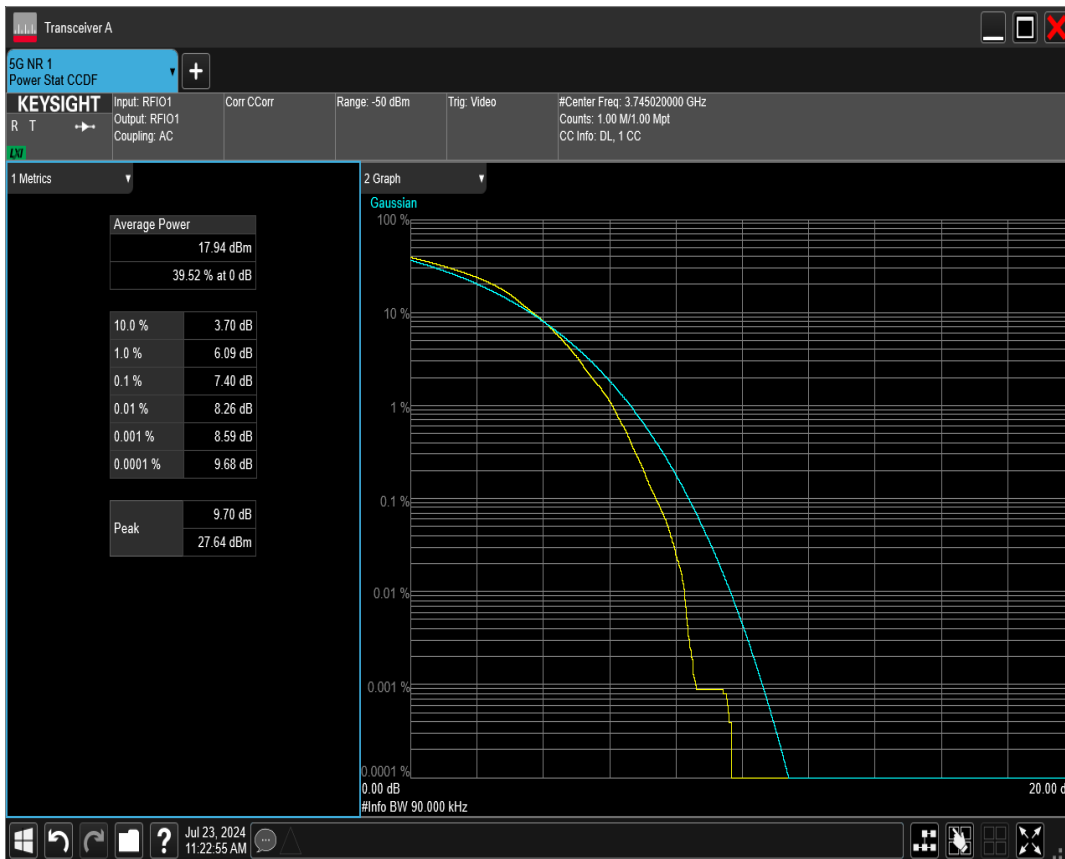 Transceiver A
5G NR 1
Power Stat CCDF
KEYSIGHT
R T
LXI
Input: RFIO1
Output: RFIO1
Coupling: AC
Corr CCorr
Range: -50 dBm
Trig: Video
#Center Freq: 3.745020000 GHz
Counts: 1.00 M/1.00 Mpt
CC Info: DL, 1 CC
1 Metrics
Average Power
17.94 dBm
39.52 % at 0 dB
10.0 % 3.70 dB
1.0 % 6.09 dB
0.1 % 7.40 dB
0.01 % 8.26 dB
0.001 % 8.59 dB
0.0001 % 9.68 dB
Peak
9.70 dB
27.64 dBm
2 Graph
Gaussian
100 %
10 %
1 %
0.1 %
0.01 %
0.001 %
0.0001 %
0.00 dB
20.00 d
#Info BW 90.000 kHz
?
Jul 23, 2024
11:22:55 AM